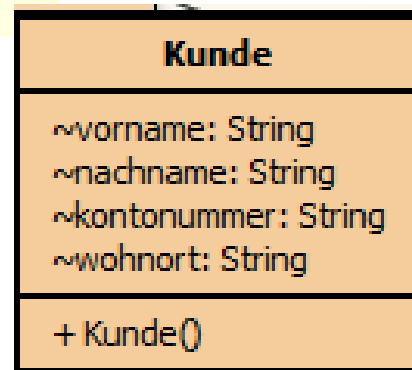 Kunde
~vorname: String
~nachname: String
~kontonummer: String
~wohnort: String
+ Kunde()